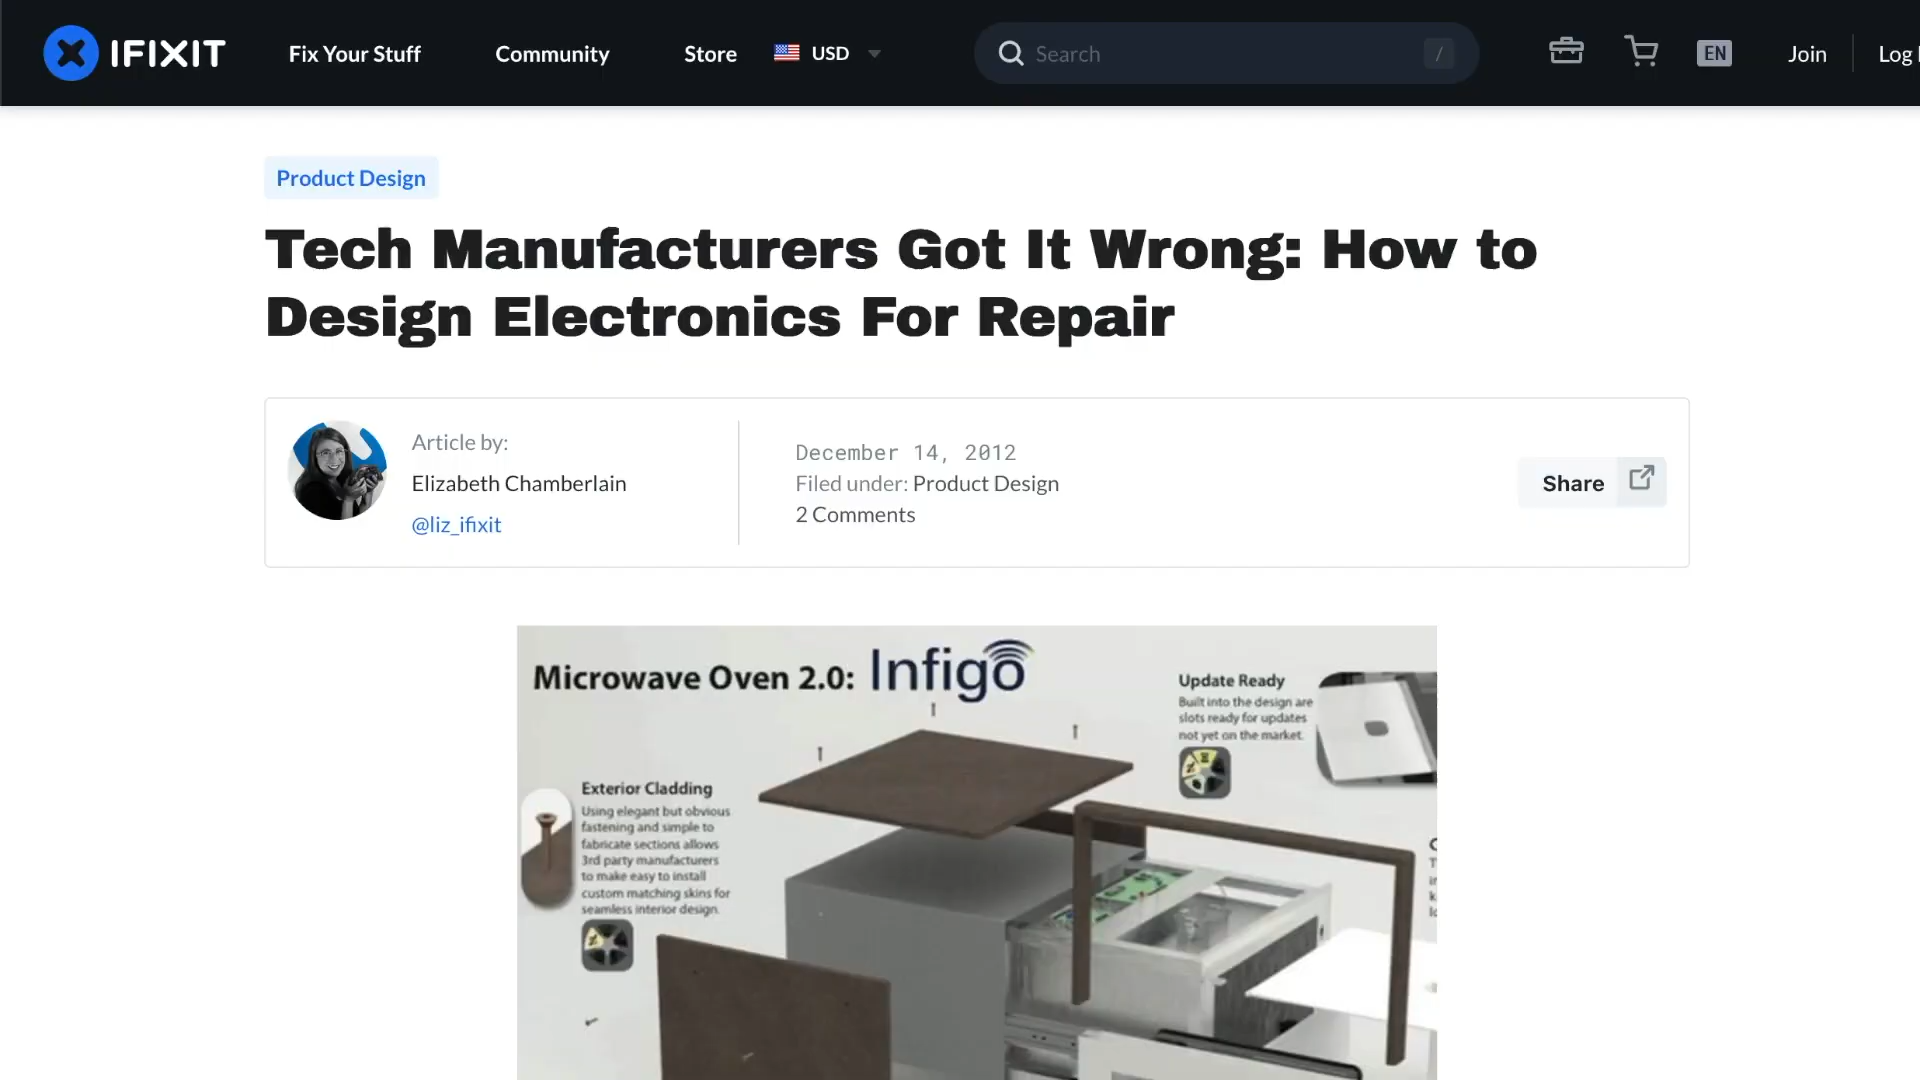 IFIXIT
Fix Your Stuff
Community
Store
USD
Search
/
EN
Join
Log
Product Design
Tech Manufacturers Got It Wrong: How to
Design Electronics For Repair
Article by:
Elizabeth Chamberlain
@liz_ifixit
December 14, 2012
Filed under: Product Design
2 Comments
Share
Microwave Oven 2.0: Infigo
Update Ready
Built into the design are
slots ready for updates
not yet on the market.
Exterior Cladding
Using elegant but obvious
fastening and simple to
fabricate sections allows
3rd party manufacturers
to make easy to install
custom matching skins for
seamless interior design.